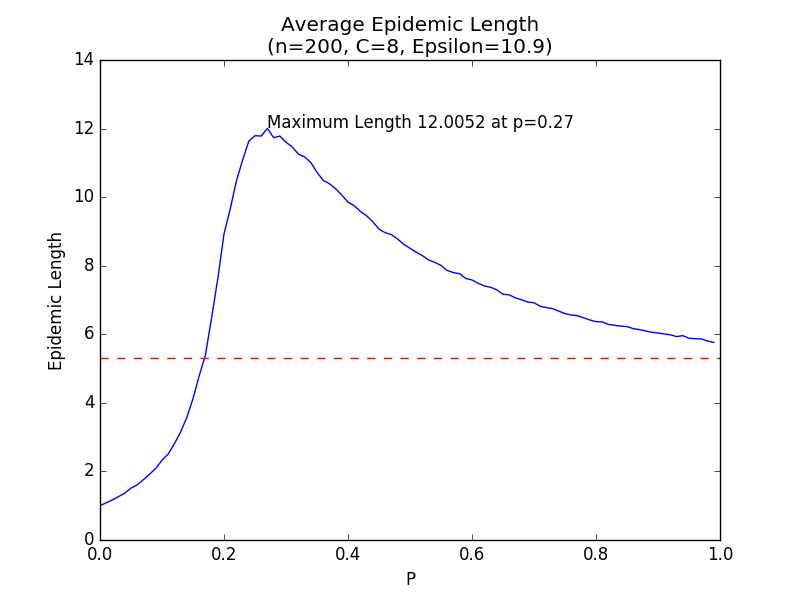 Average Epidemic Length
(n=200, C=8, Epsilon=10.9)
14
12
10
8
6
4
2
0
Epidemic Length
Maximum Length 12.0052 at p=0.27
0.0 0.2 0.4 0.6 0.8 1.0
P